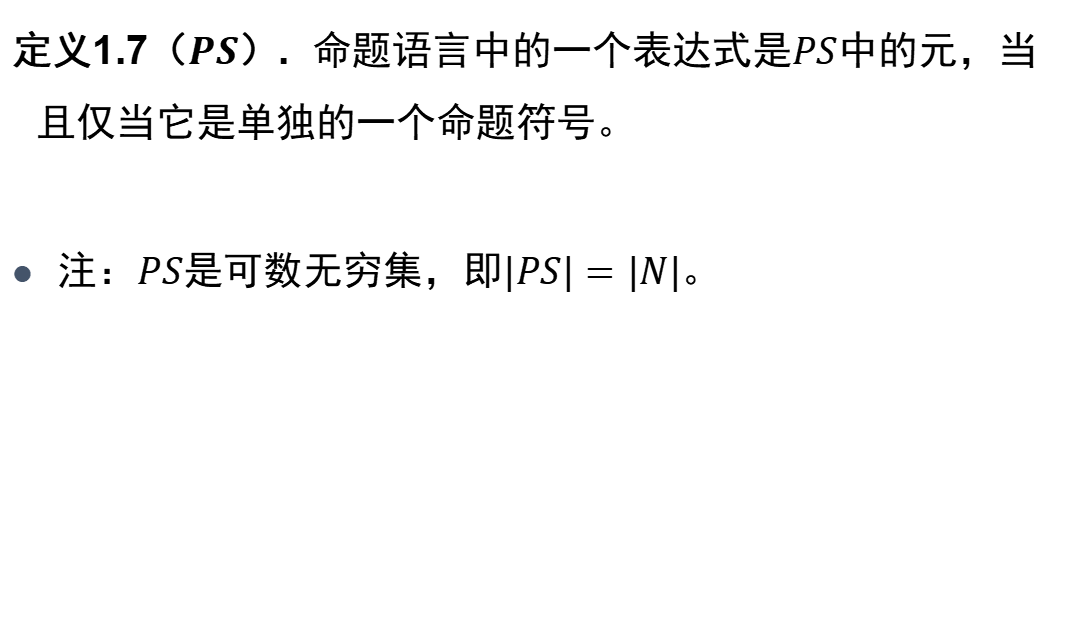 定义1.7（PS）. 命题语言中的一个表达式是PS中的元，当
且仅当它是单独的一个命题符号。
● 注：PS是可数无穷集，即|PS| = |N|。